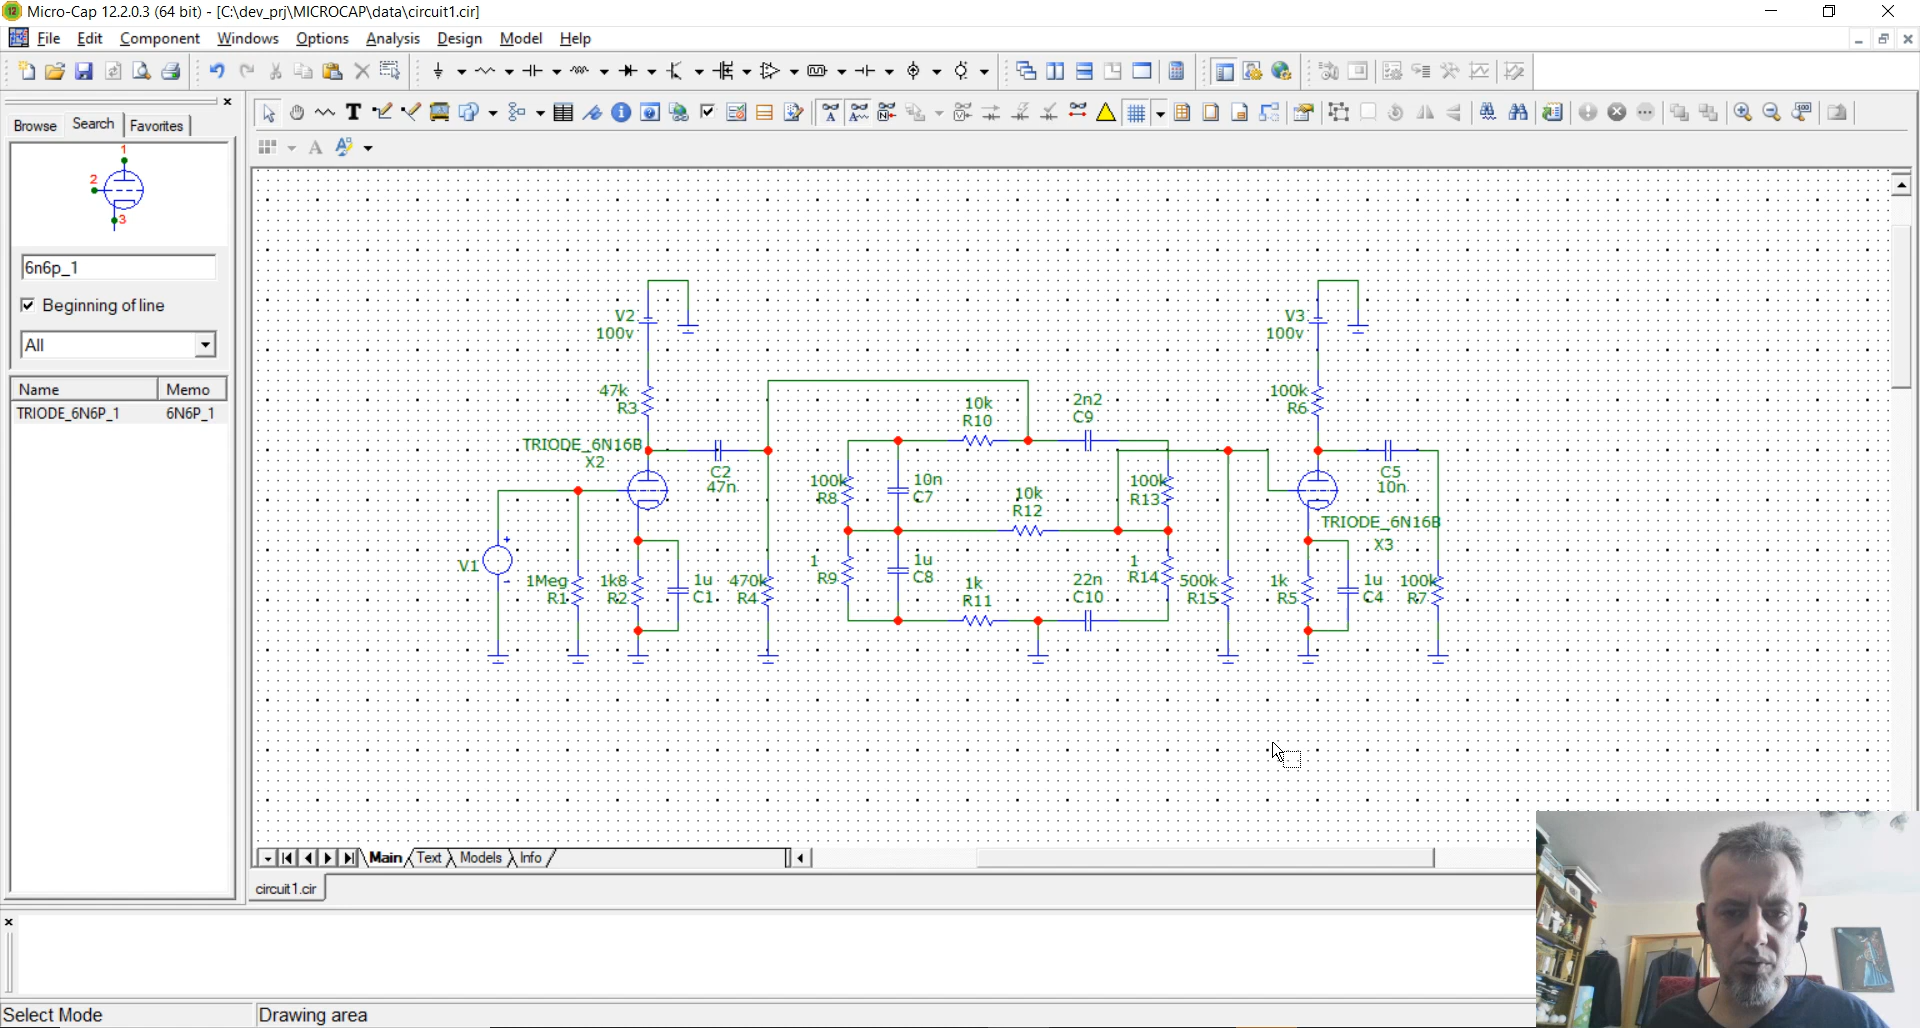 Micro-Cap 12.2.0.3 (64 bit) - [C:\dev_prj\MICROCAP\data\circuit1.cir]
File Edit Component Windows Options Analysis Design Model Help
Browse Search Favorites
1
2
3
6n6p_1
Beginning of line
All
Name Memo
TRIODE_6N6P_1 6N6P_1
V2
100v
V3
100v
47k
R3
100k
R6
10k
R10
2n2
C9
TRIODE_6N16B
X2
C2
47n
100k
R8
10n
C7
10k
R12
100k
R13
C5
10n
TRIODE_6N16B
X3
V1
1Meg
R1
1k8
R2
1u
C1
470k
R4
1
R9
1u
C8
1k
R11
22n
C10
1
R14
500k
R15
1k
R5
1u
C4
100k
R7
Main Text Models Info
circuit1.cir
Select Mode
Drawing area